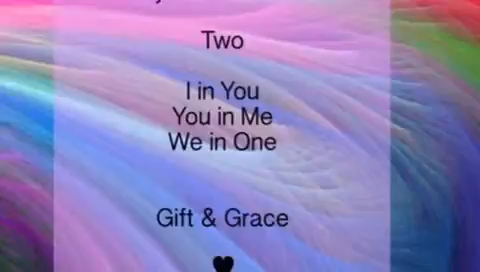 Two
I in You
You in Me
We in One
Gift & Grace
♥